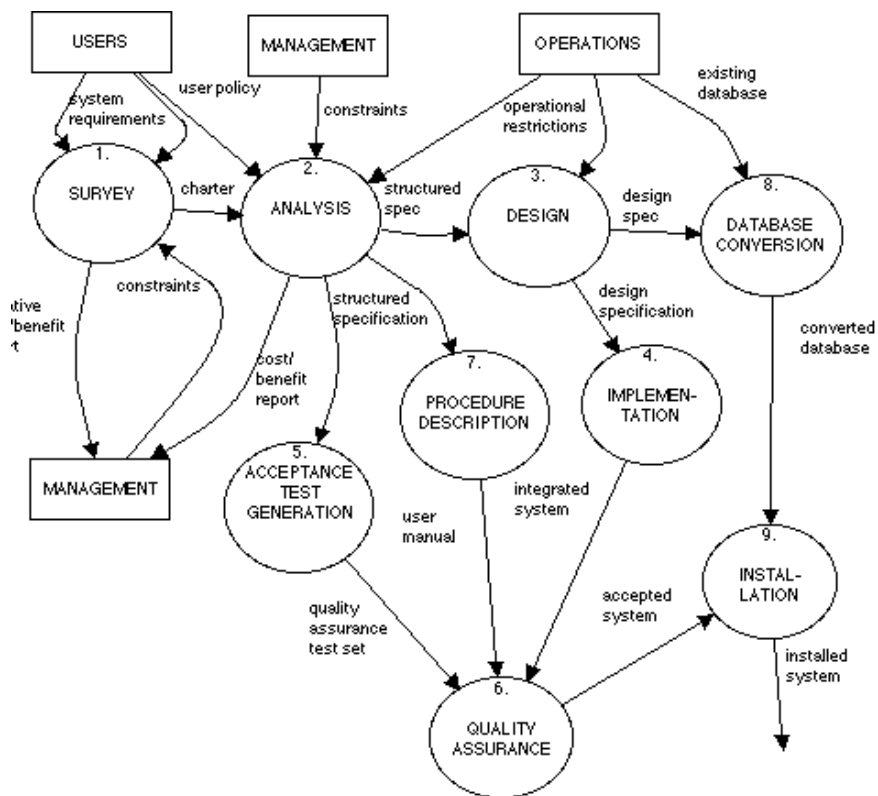 USERS
MANAGEMENT
OPERATIONS
system
requirements
user policy
constraints
operational
restrictions
existing
database
1.
SURVEY
charter
2.
ANALYSIS
structured
spec
3.
DESIGN
design
spec
8.
DATABASE
CONVERSION
constraints
ative
/benefit
rt
structured
specification
design
specification
converted
database
cost/
benefit
report
7.
PROCEDURE
DESCRIPTION
4.
IMPLEMEN-
TATION
MANAGEMENT
5.
ACCEPTANCE
TEST
GENERATION
user
manual
integrated
system
9.
INSTAL-
LATION
quality
assurance
test set
accepted
system
installed
system
6.
QUALITY
ASSURANCE